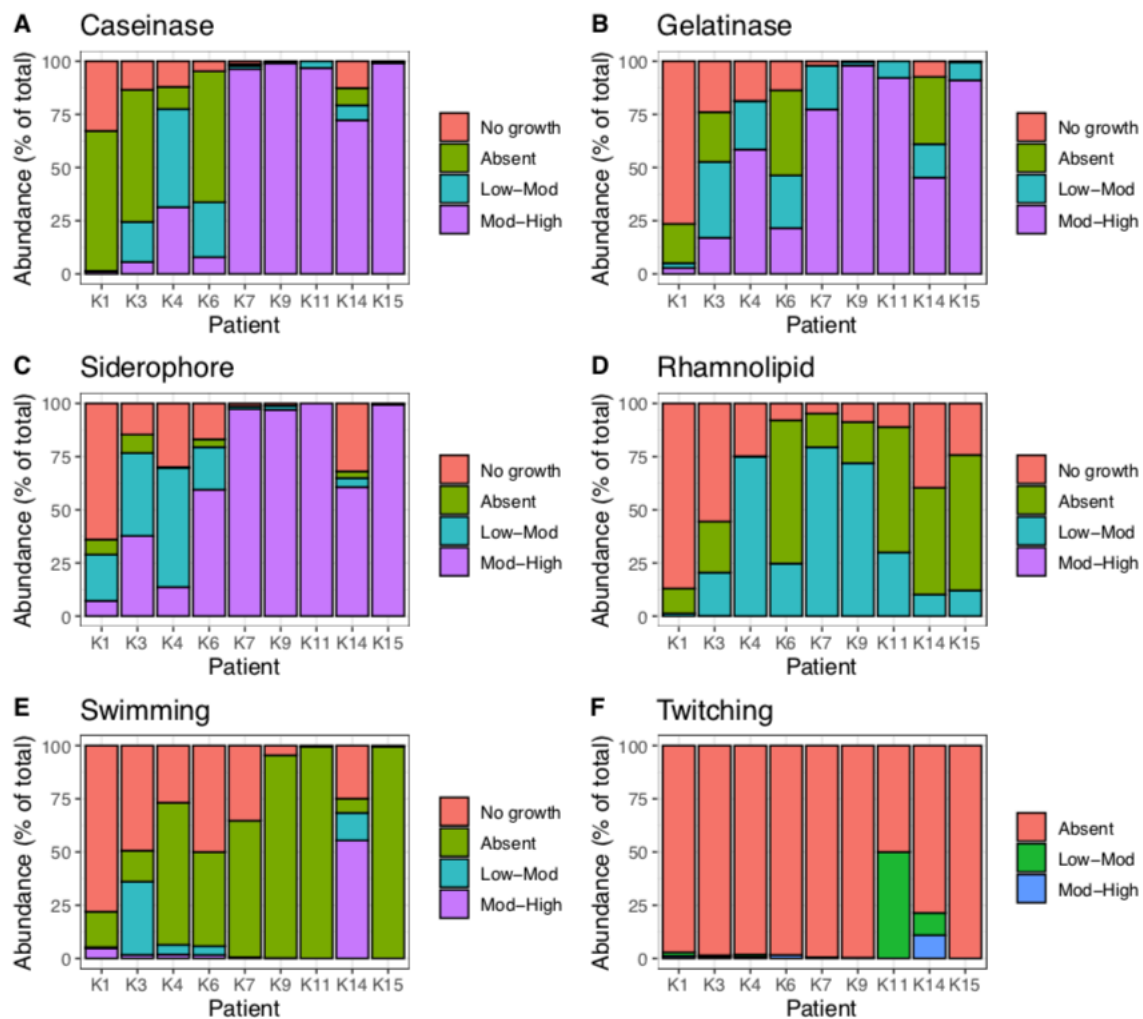 A Caseinase
Abundance (% of total)
100
75
50
25
0
K1 K3 K4 K6 K7 K9 K11 K14 K15
Patient
No growth
Absent
Low-Mod
Mod-High
B Gelatinase
Abundance (% of total)
100
75
50
25
0
K1 K3 K4 K6 K7 K9 K11 K14 K15
Patient
No growth
Absent
Low-Mod
Mod-High
C Siderophore
Abundance (% of total)
100
75
50
25
0
K1 K3 K4 K6 K7 K9 K11 K14 K15
Patient
No growth
Absent
Low-Mod
Mod-High
D Rhamnolipid
Abundance (% of total)
100
75
50
25
0
K1 K3 K4 K6 K7 K9 K11 K14 K15
Patient
No growth
Absent
Low-Mod
Mod-High
E Swimming
Abundance (% of total)
100
75
50
25
0
K1 K3 K4 K6 K7 K9 K11 K14 K15
Patient
No growth
Absent
Low-Mod
Mod-High
F Twitching
Abundance (% of total)
100
75
50
25
0
K1 K3 K4 K6 K7 K9 K11 K14 K15
Patient
Absent
Low-Mod
Mod-High